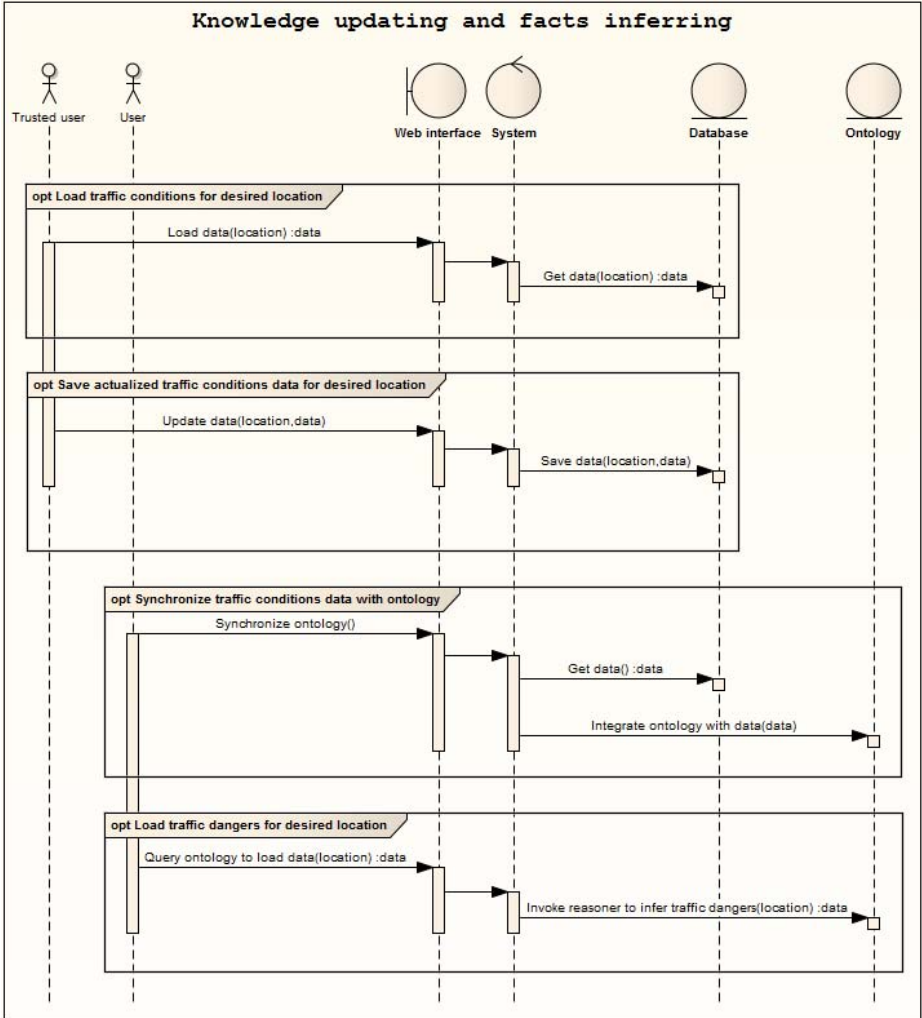 Knowledge updating and facts inferring
Trusted user
User
Web interface
System
Database
Ontology
opt Load traffic conditions for desired location
Load data(location) :data
Get data(location) :data
opt Save actualized traffic conditions data for desired location
Update data(location,data)
Save data(location,data)
opt Synchronize traffic conditions data with ontology
Synchronize ontology()
Get data() :data
Integrate ontology with data(data)
opt Load traffic dangers for desired location
Query ontology to load data(location) :data
Invoke reasoner to infer traffic dangers(location) :data